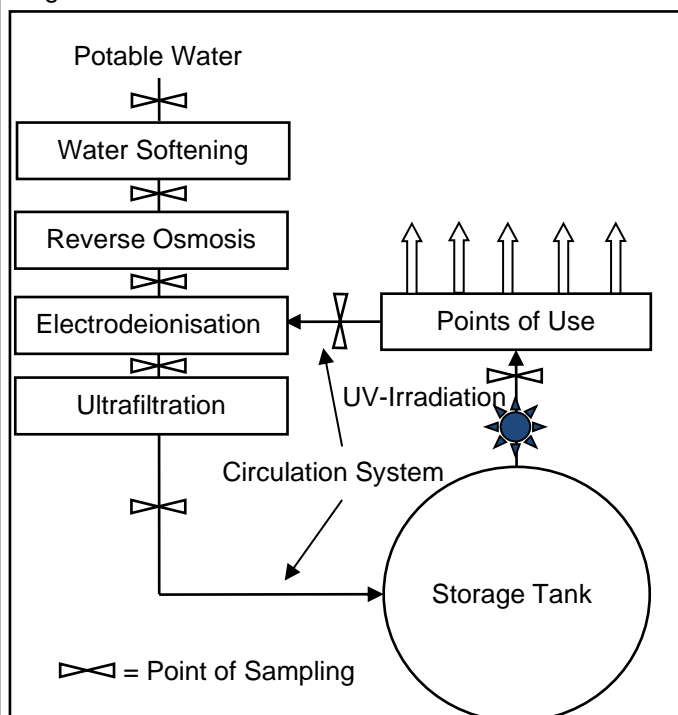 Potable Water
Water Softening
Reverse Osmosis
Electrodeionisation
Points of Use
Ultrafiltration
UV-Irradiation
Circulation System
Storage Tank
= Point of Sampling